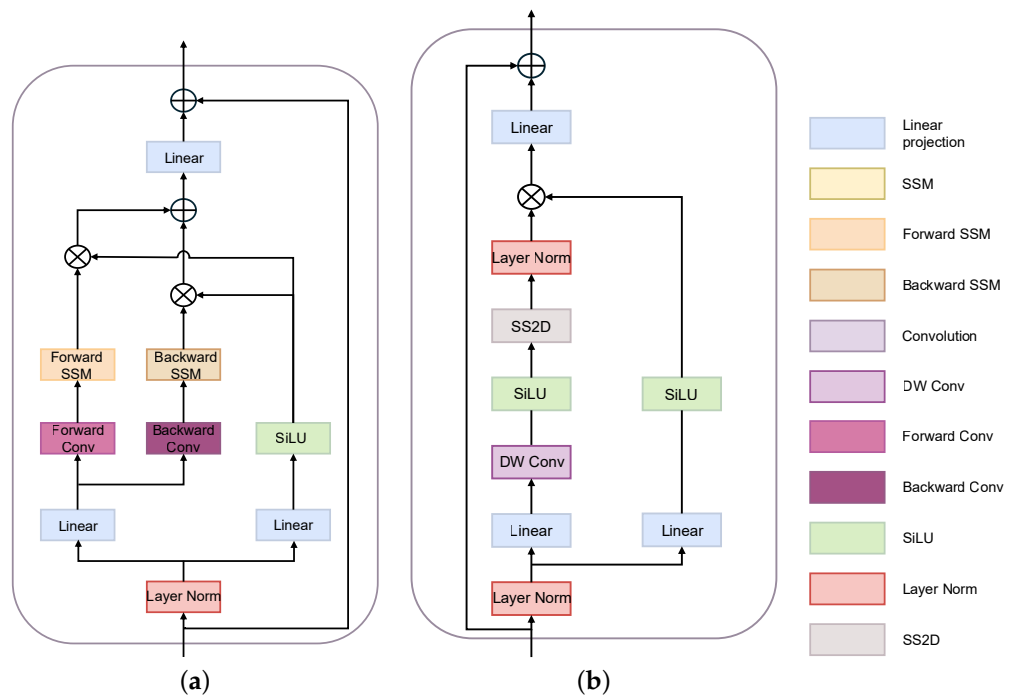 Linear
Forward
SSM
Backward
SSM
Forward
Conv
Backward
Conv
SiLU
Linear
Linear
Layer Norm
(a)
Linear
Layer Norm
SS2D
SiLU
SiLU
DW Conv
Linear
Linear
Layer Norm
(b)
Linear
projection
SSM
Forward SSM
Backward SSM
Convolution
DW Conv
Forward Conv
Backward Conv
SiLU
Layer Norm
SS2D